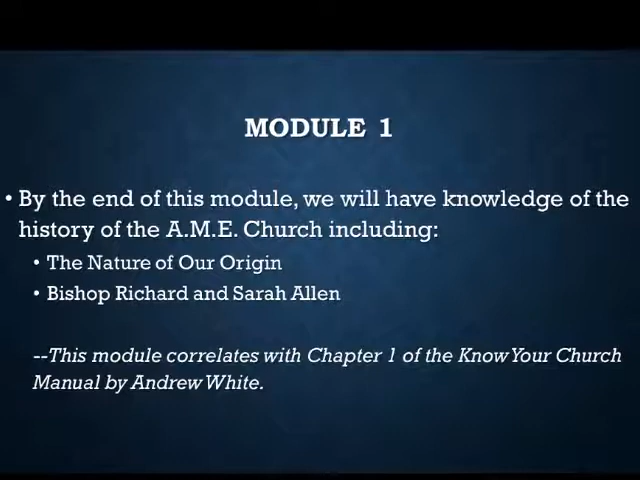 MODULE 1
• By the end of this module, we will have knowledge of the
history of the A.M.E. Church including:
• The Nature of Our Origin
• Bishop Richard and Sarah Allen
--This module correlates with Chapter 1 of the Know Your Church
Manual by Andrew White.